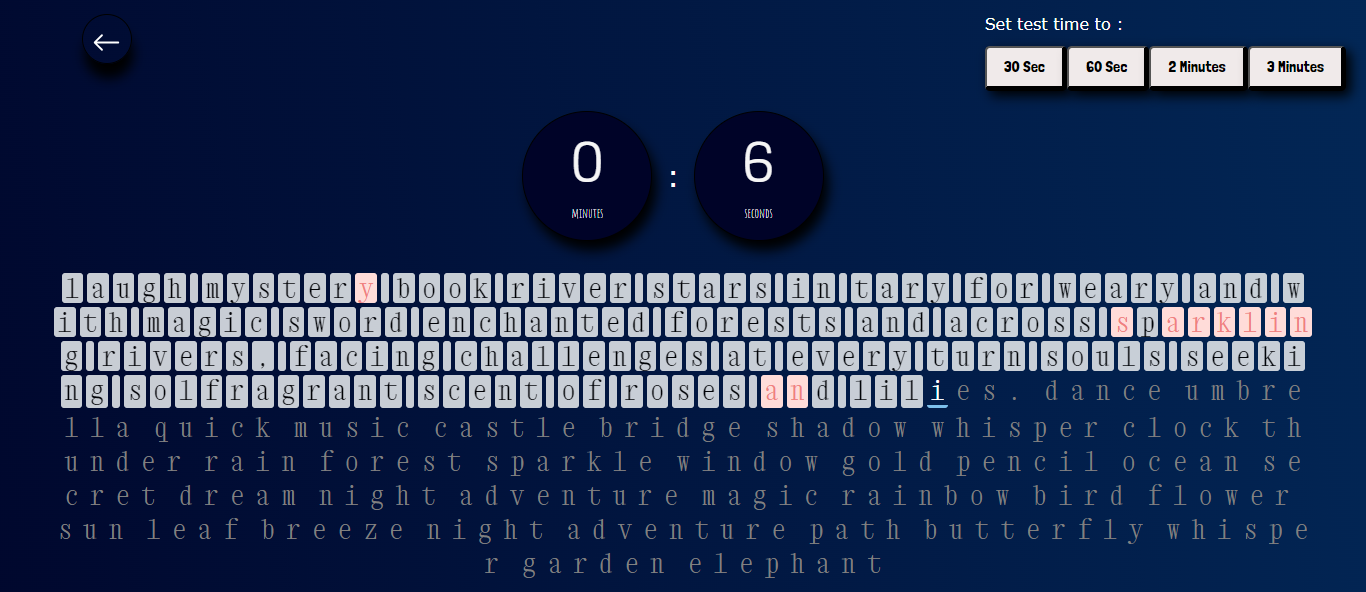 Set test time to :
30 Sec 60 Sec 2 Minutes 3 Minutes
0 : 6
MINUTES SECONDS
laugh mystery book river stars in tary for weary and w
ith magic sword enchanted forests and across sparklin
g rivers, facing challenges at every turn souls seeki
ng solfragrant scent of roses and lilies. dance umbre
lla quick music castle bridge shadow whisper clock th
under rain forest sparkle window gold pencil ocean se
cret dream night adventure magic rainbow bird flower
sun leaf breeze night adventure path butterfly whispe
r garden elephant